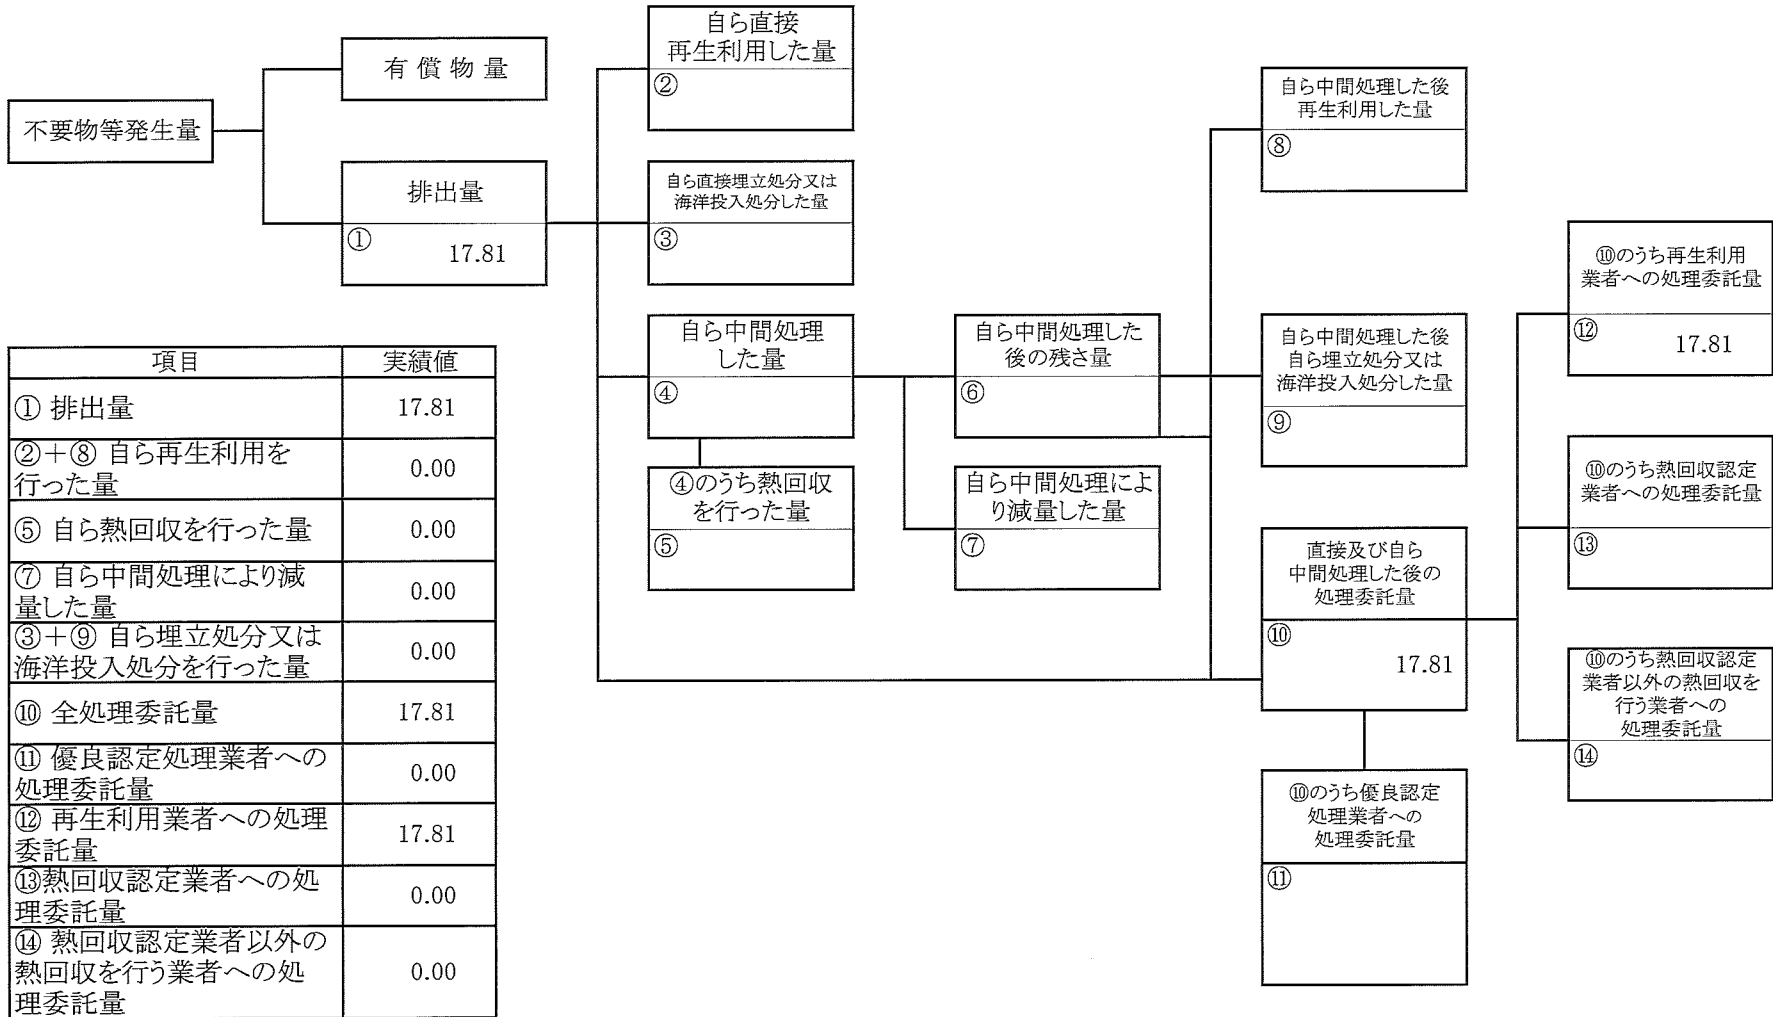 自ら直接
再生利用した量
②
有償物量
不要物等発生量
自ら中間処理した後
再生利用した量
⑧
排出量
①
17.81
自ら直接埋立処分又は
海洋投入処分した量
③
⑩のうち再生利用
業者への処理委託量
⑫
17.81
自ら中間処理
した量
④
自ら中間処理した
後の残さ量
⑥
自ら中間処理した後
自ら埋立処分又は
海洋投入処分した量
⑨
④のうち熱回収
を行った量
⑤
自ら中間処理によ
り減量した量
⑦
⑩のうち熱回収認定
業者への処理委託量
⑬
直接及び自ら
中間処理した後の
処理委託量
⑩
17.81
⑩のうち熱回収認定
業者以外の熱回収を
行う業者への
処理委託量
⑭
⑩のうち優良認定
処理業者への
処理委託量
⑪
項目 実績値
① 排出量 17.81
②＋⑧ 自ら再生利用を
行った量 0.00
⑤ 自ら熱回収を行った量 0.00
⑦ 自ら中間処理により減
量した量 0.00
③＋⑨ 自ら埋立処分又は
海洋投入処分を行った量 0.00
⑩ 全処理委託量 17.81
⑪ 優良認定処理業者への
処理委託量 0.00
⑫ 再生利用業者への処理
委託量 17.81
⑬熱回収認定業者への処
理委託量 0.00
⑭ 熱回収認定業者以外の
熱回収を行う業者への処
理委託量 0.00